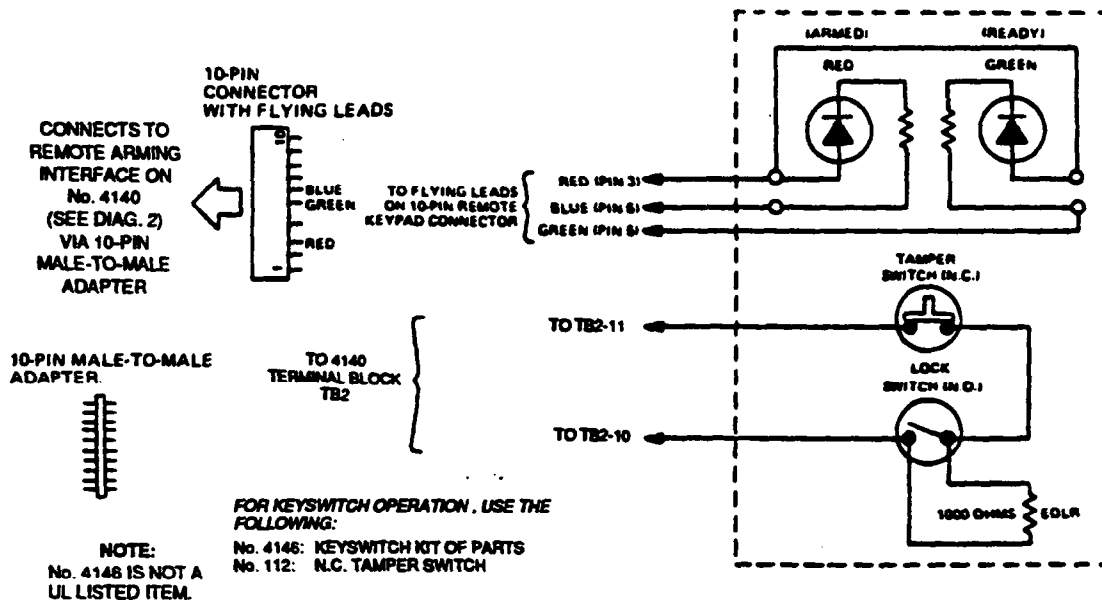 10-PIN
CONNECTOR
WITH FLYING LEADS
CONNECTS TO
REMOTE ARMING
INTERFACE ON
No. 4140
(SEE DIAG. 2)
VIA 10-PIN
MALE-TO-MALE
ADAPTER
10
BLUE
GREEN
RED
1
TO FLYING LEADS
ON 10-PIN REMOTE
KEYPAD CONNECTOR
RED (PIN 3)
BLUE (PIN 6)
GREEN (PIN 5)
(ARMED)
RED
(READY)
GREEN
TAMPER
SWITCH (N.C.)
TO TB2-11
LOCK
SWITCH (N.O.)
TO TB2-10
1000 OHMS
EOLR
TO 4140
TERMINAL BLOCK
TB2
10-PIN MALE-TO-MALE
ADAPTER.
NOTE:
No. 4146 IS NOT A
UL LISTED ITEM.
FOR KEYSWITCH OPERATION, USE THE
FOLLOWING:
No. 4146: KEYSWITCH KIT OF PARTS
No. 112: N.C. TAMPER SWITCH